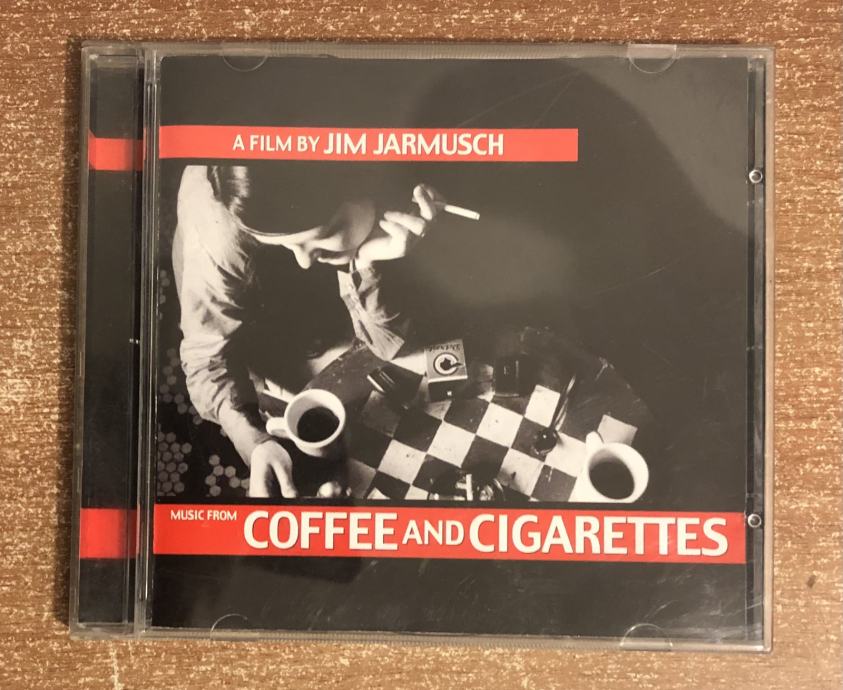 A FILM BY JIM JARMUSCH
MUSIC FROM COFFEE AND CIGARETTES